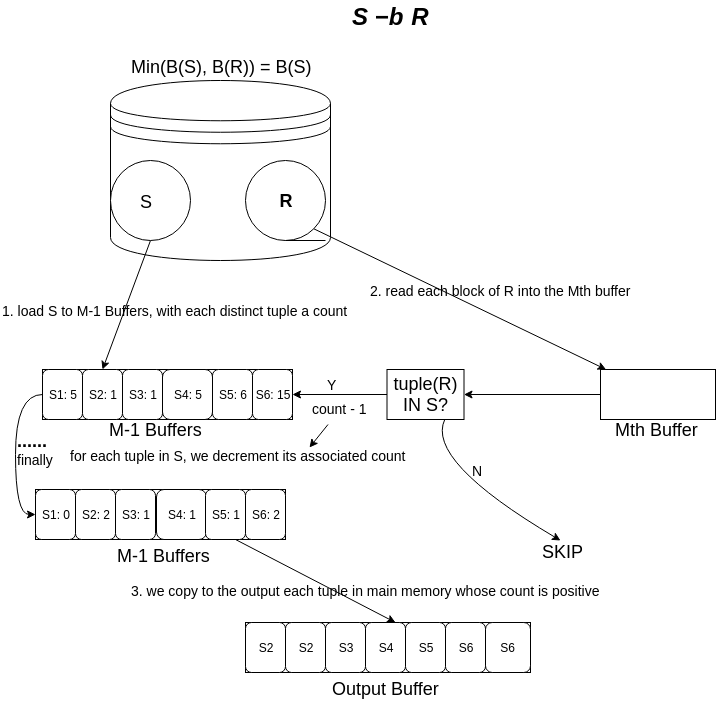 S −b R
Min(B(S), B(R)) = B(S)
S
R
1. load S to M-1 Buffers, with each distinct tuple a count
2. read each block of R into the Mth buffer
S1: 5 S2: 1 S3: 1 S4: 5 S5: 6 S6: 15
M-1 Buffers
Y
count - 1
tuple(R)
IN S?
Mth Buffer
for each tuple in S, we decrement its associated count
......
finally
N
SKIP
S1: 0 S2: 2 S3: 1 S4: 1 S5: 1 S6: 2
M-1 Buffers
3. we copy to the output each tuple in main memory whose count is positive
S2 S2 S3 S4 S5 S6 S6
Output Buffer